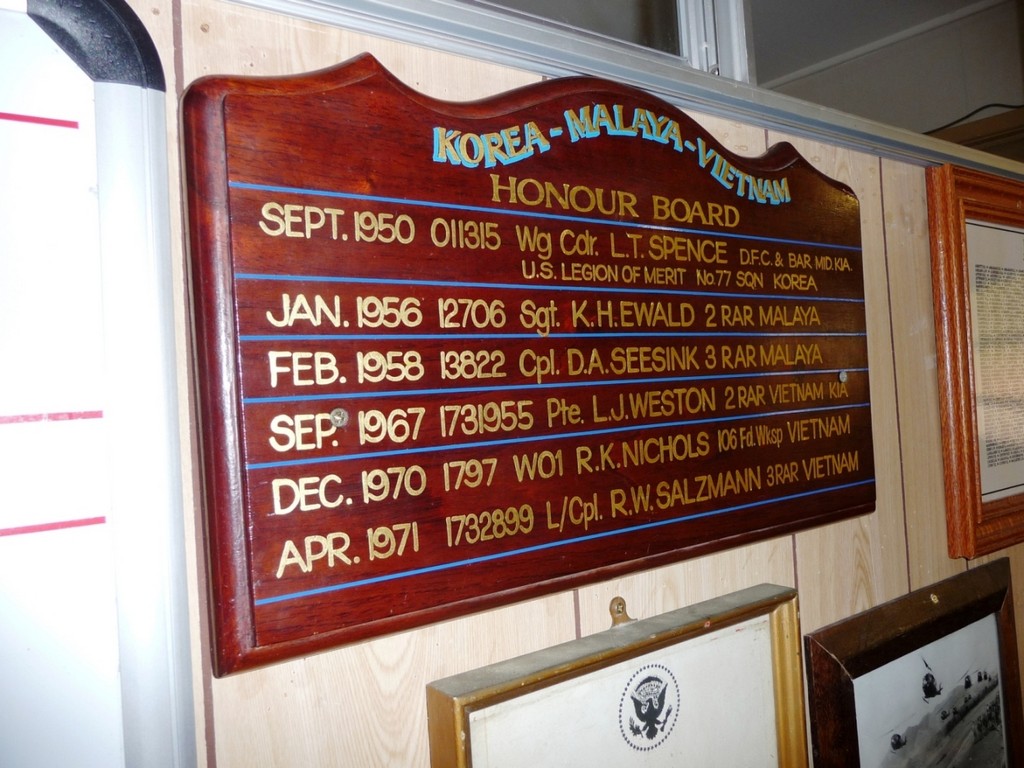 KOREA - MALAYA - VIETNAM
HONOUR BOARD
SEPT. 1950 011315 Wg Cdr. L.T. SPENCE D.F.C. & BAR MID. KIA.
U.S. LEGION OF MERIT No. 77 SQN KOREA
JAN. 1956 12706 Sgt. K.H. EWALD 2 RAR MALAYA
FEB. 1958 13822 Cpl. D.A. SEESINK 3 RAR MALAYA
SEP. 1967 1731955 Pte. L.J. WESTON 2 RAR VIETNAM KIA
DEC. 1970 1797 WO1 R.K. NICHOLS 106 Fd. Wksp VIETNAM
APR. 1971 1732899 L/Cpl. R.W. SALZMANN 3 RAR VIETNAM